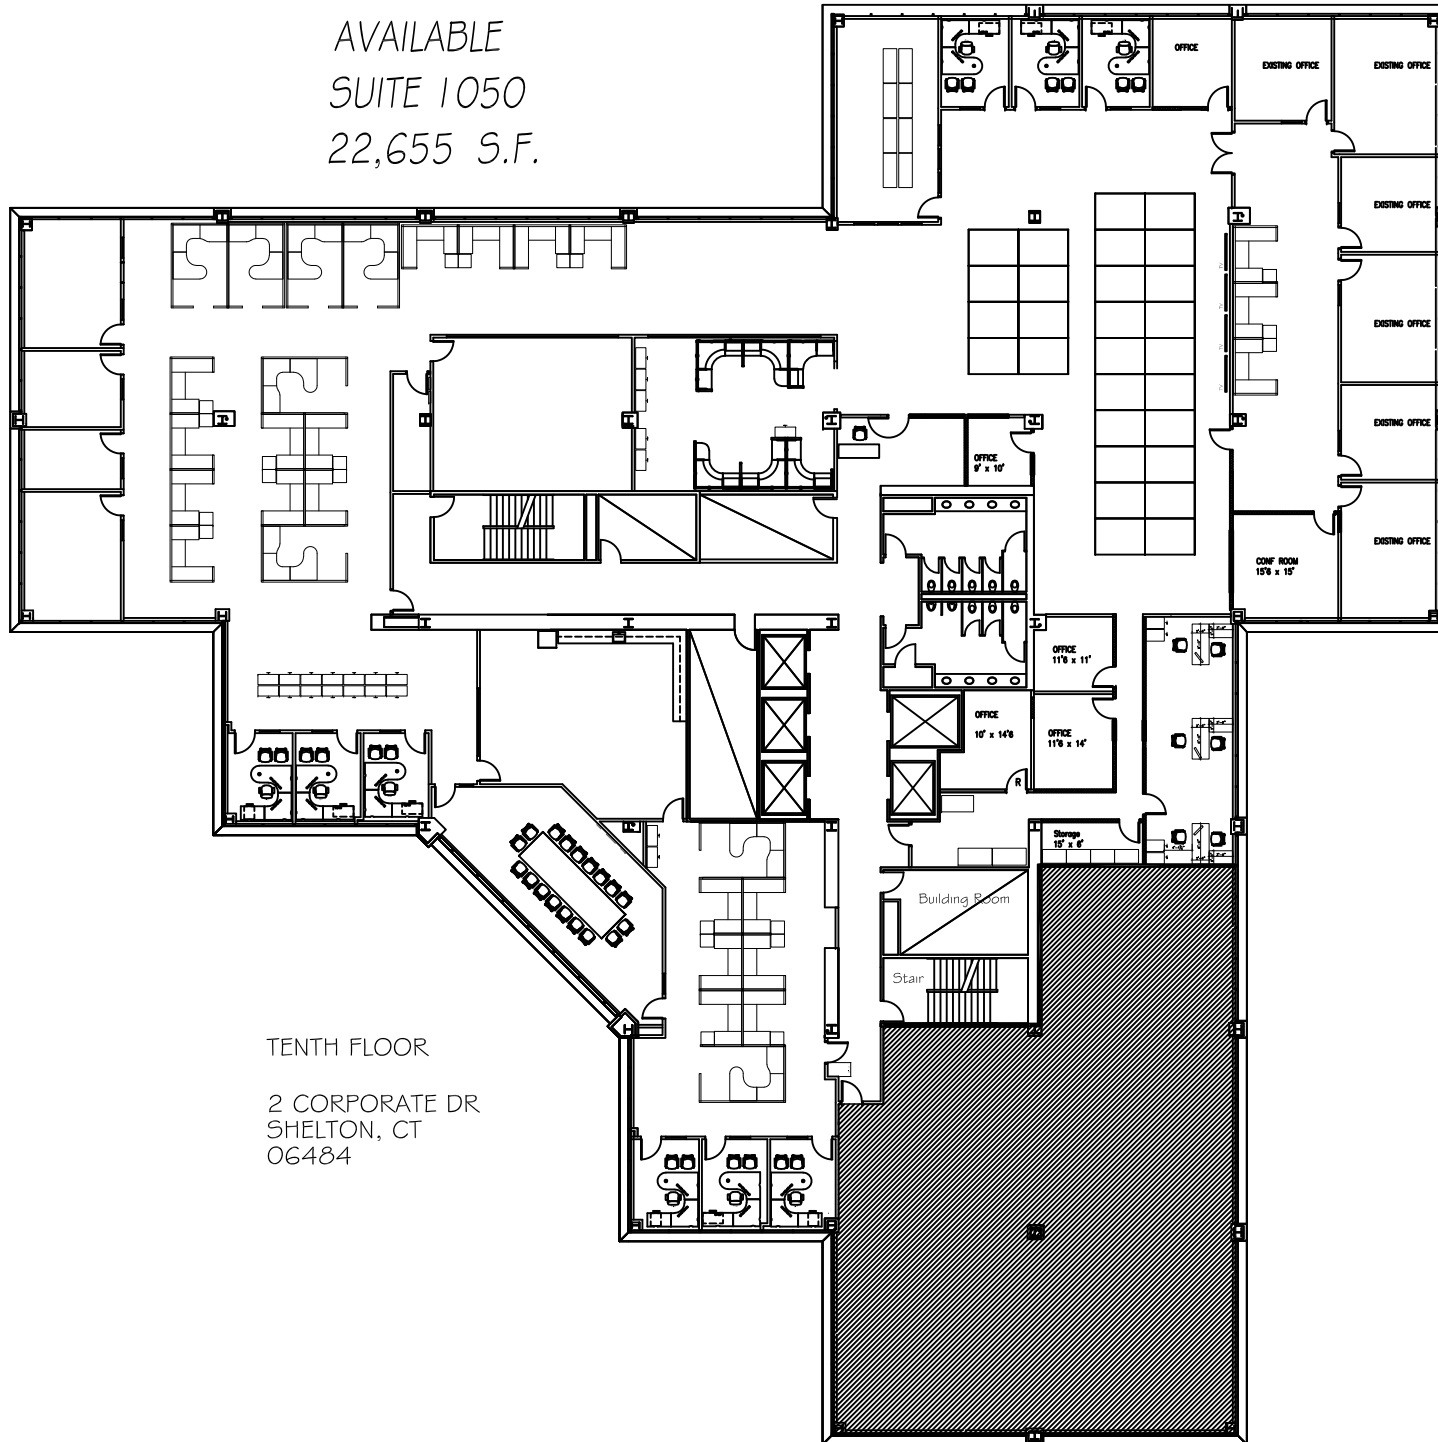 AVAILABLE
SUITE 1050
22,655 S.F.
OFFICE
EXISTING OFFICE
EXISTING OFFICE
EXISTING OFFICE
EXISTING OFFICE
EXISTING OFFICE
EXISTING OFFICE
OFFICE
9' x 10'
CONF ROOM
15'6 x 15'
OFFICE
11'6 x 11'
OFFICE
10' x 14'6
OFFICE
11'6 x 14'
R
Storage
15' x 6'
Building Room
Stair
TENTH FLOOR
2 CORPORATE DR
SHELTON, CT
06484